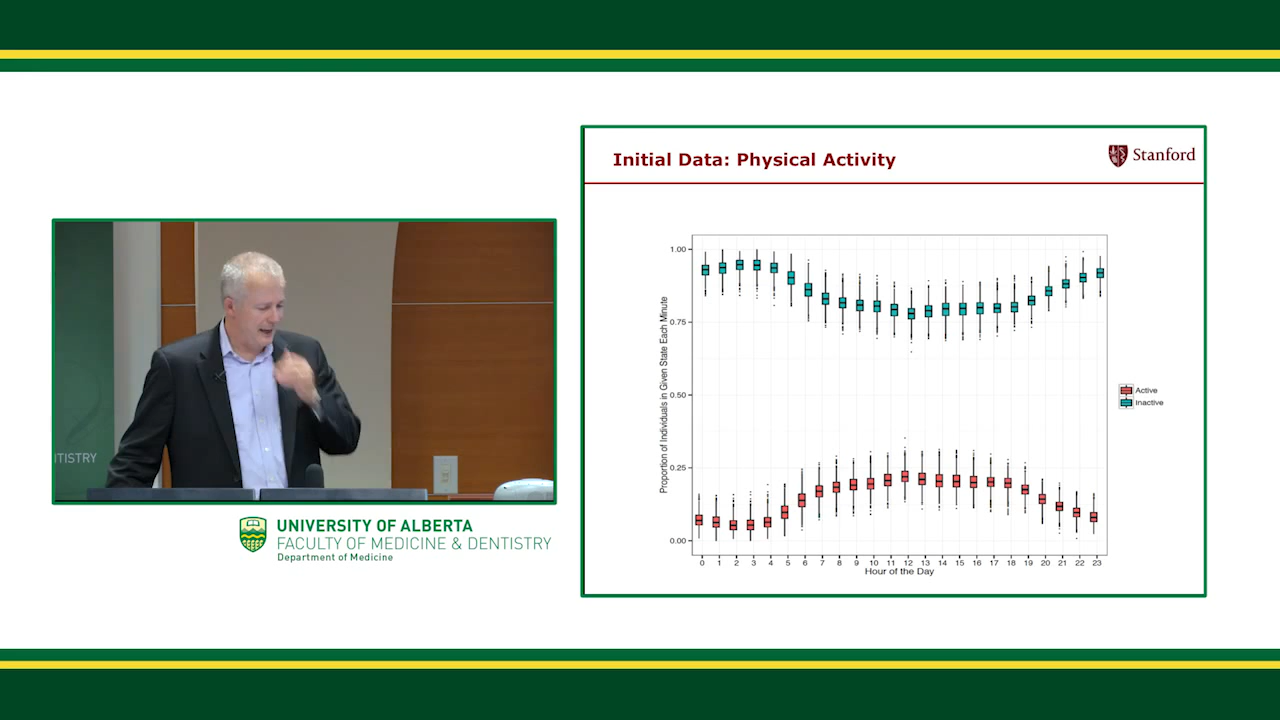 ITISTRY
UNIVERSITY OF ALBERTA
FACULTY OF MEDICINE & DENTISTRY
Department of Medicine
Initial Data: Physical Activity
Stanford
Proportion of Individuals in Given State Each Minute
1.00
0.75
0.50
0.25
0.00
0 1 2 3 4 5 6 7 8 9 10 11 12 13 14 15 16 17 18 19 20 21 22 23
Hour of the Day
Active
Inactive